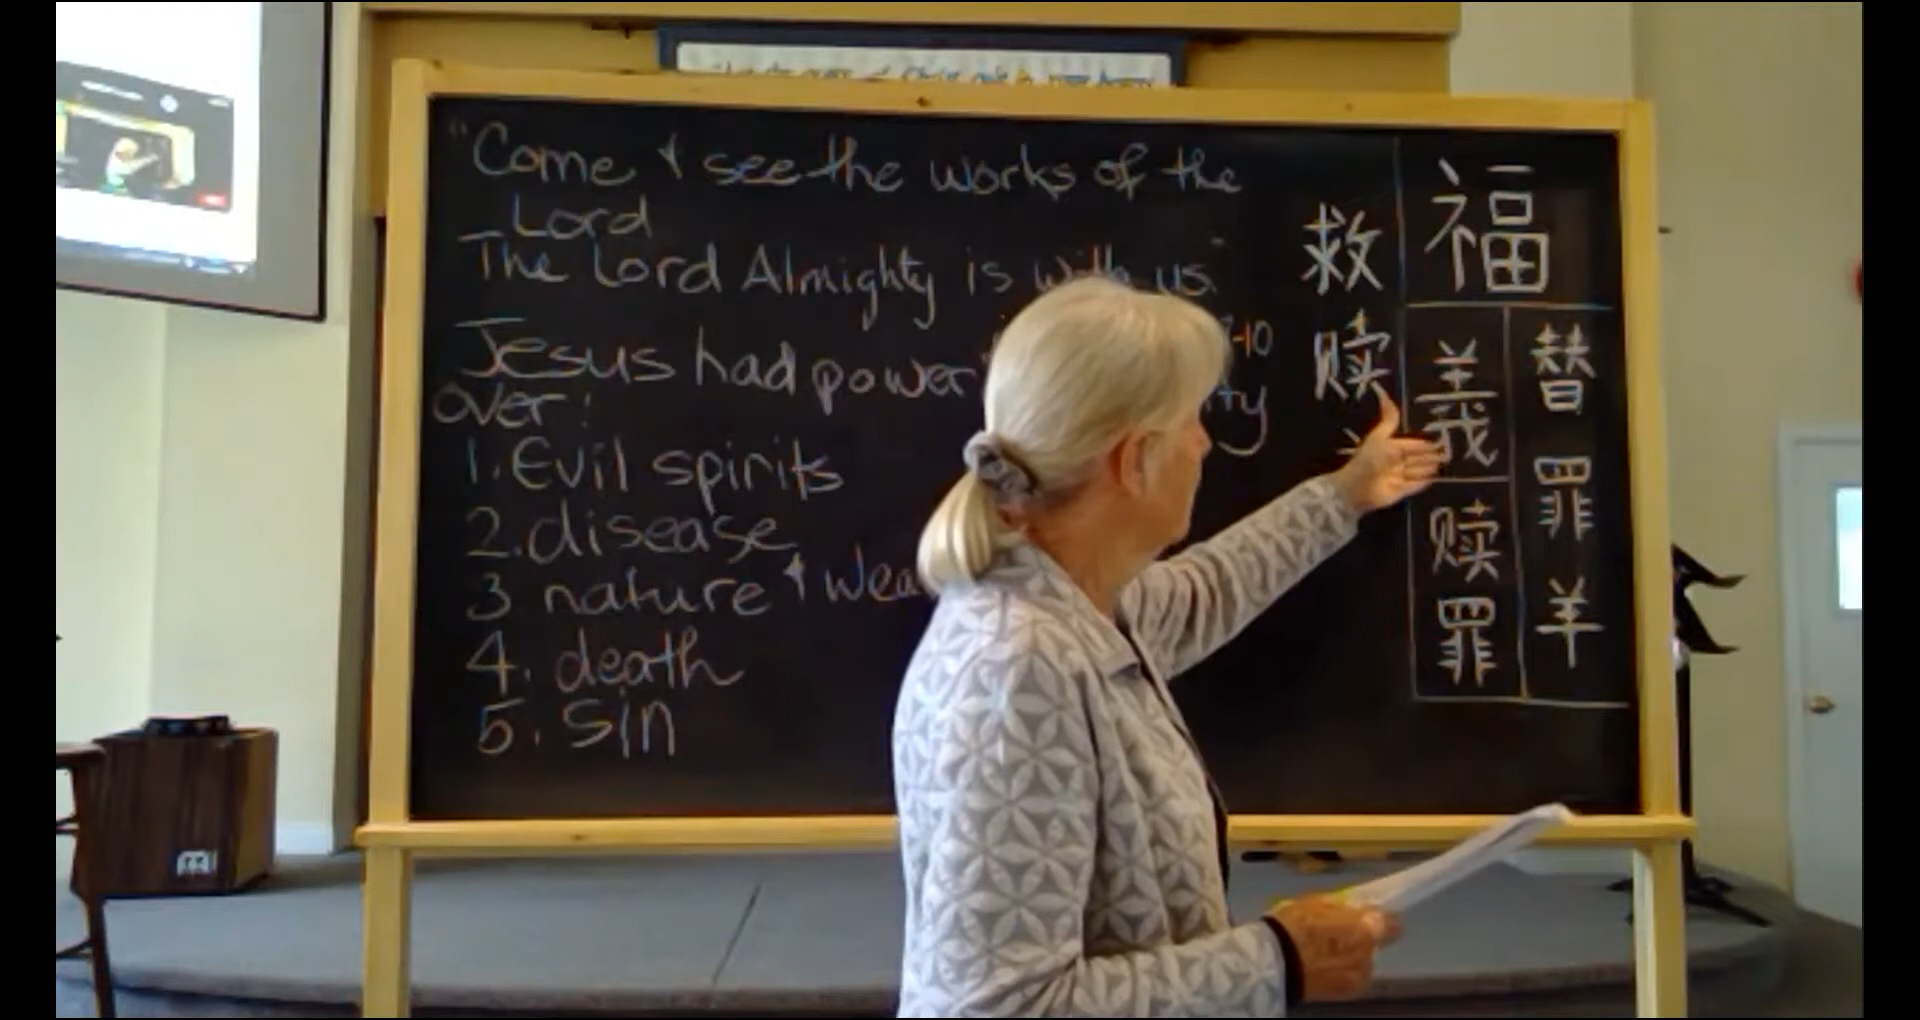 "Come & see the works of the
Lord
The Lord Almighty is with us."
-10
Jesus had power
over:
1. Evil spirits
2. disease
3 nature &
4. death
5. Sin
救赎
福
義
赎罪
替罪羊